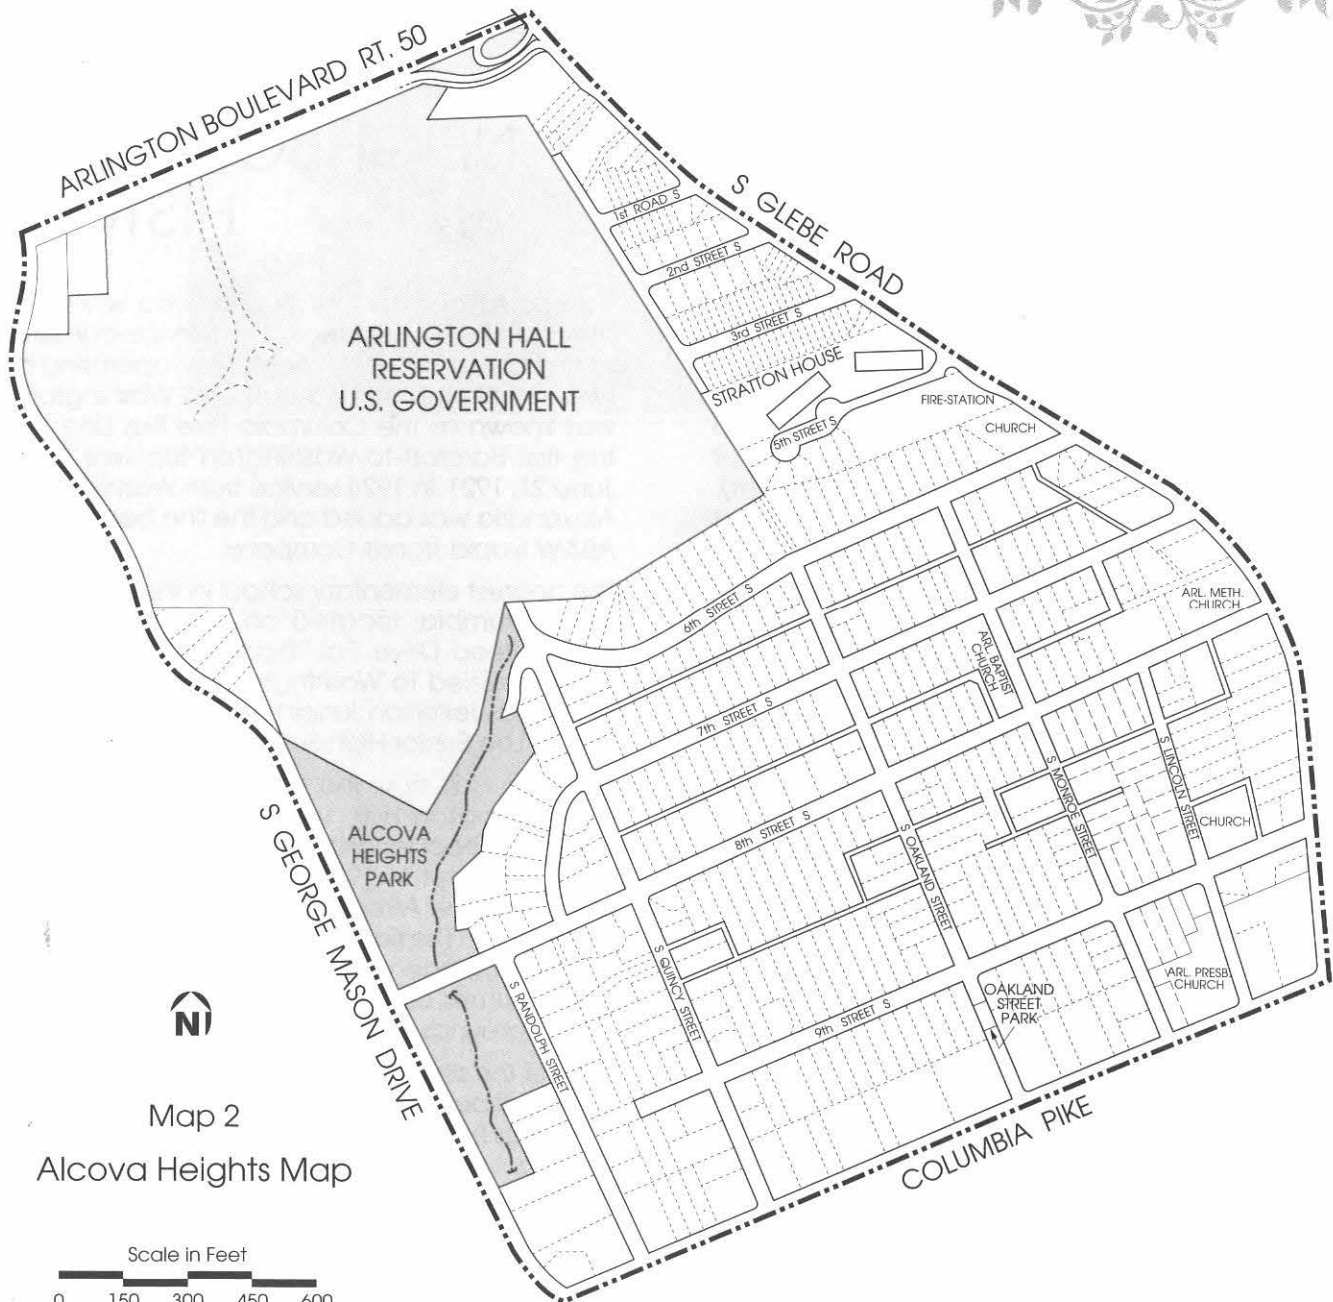 ARLINGTON BOULEVARD RT. 50
S GLEBE ROAD
1st ROAD S
2nd STREET S
3rd STREET S
STRATTON HOUSE
5th STREET S
FIRE-STATION
CHURCH
ARLINGTON HALL
RESERVATION
U.S. GOVERNMENT
6th STREET S
ARL. METH.
CHURCH
ARL. BAPTIST
CHURCH
7th STREET S
S LINCOLN STREET
S MONROE STREET
CHURCH
8th STREET S
S OAKLAND STREET
ALCOVA
HEIGHTS
PARK
S GEORGE MASON DRIVE
S QUINCY STREET
S RANDOLPH STREET
ARL. PRESB.
CHURCH
OAKLAND
STREET
PARK
9th STREET S
COLUMBIA PIKE
N
Map 2
Alcova Heights Map
Scale in Feet
0 150 300 450 600